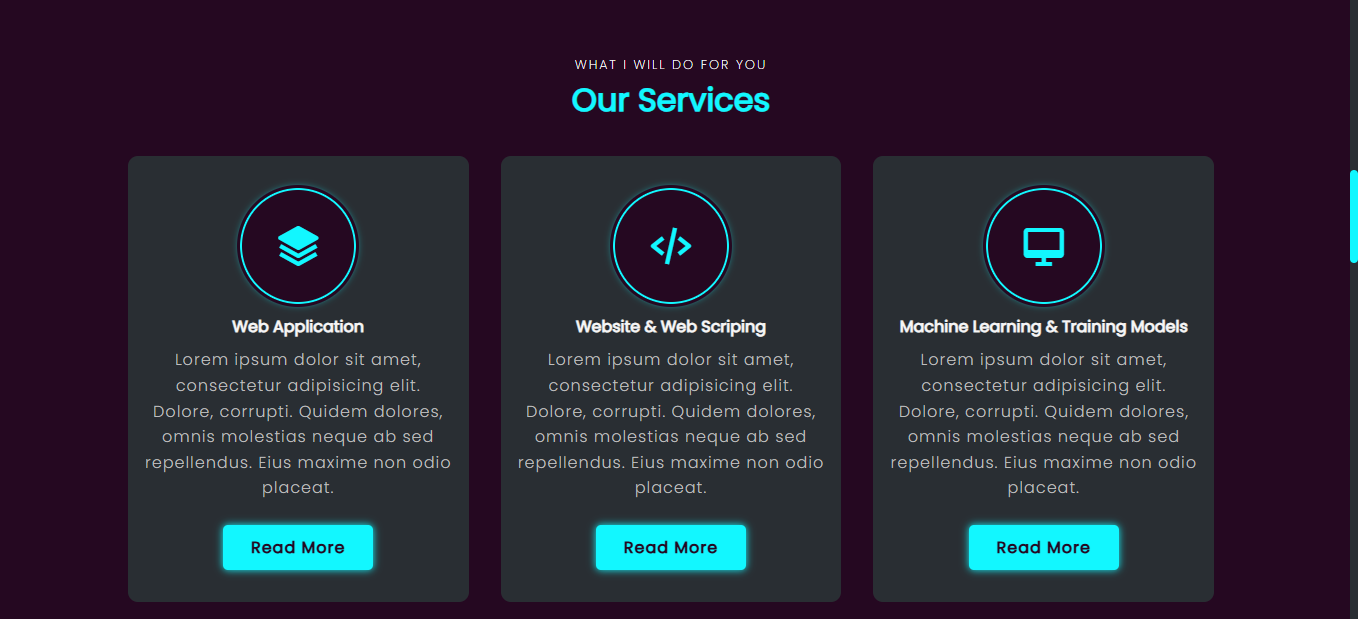 WHAT I WILL DO FOR YOU
Our Services
Web Application
Lorem ipsum dolor sit amet,
consectetur adipisicing elit.
Dolore, corrupti. Quidem dolores,
omnis molestias neque ab sed
repellendus. Eius maxime non odio
placeat.
Read More
Website & Web Scriping
Lorem ipsum dolor sit amet,
consectetur adipisicing elit.
Dolore, corrupti. Quidem dolores,
omnis molestias neque ab sed
repellendus. Eius maxime non odio
placeat.
Read More
Machine Learning & Training Models
Lorem ipsum dolor sit amet,
consectetur adipisicing elit.
Dolore, corrupti. Quidem dolores,
omnis molestias neque ab sed
repellendus. Eius maxime non odio
placeat.
Read More